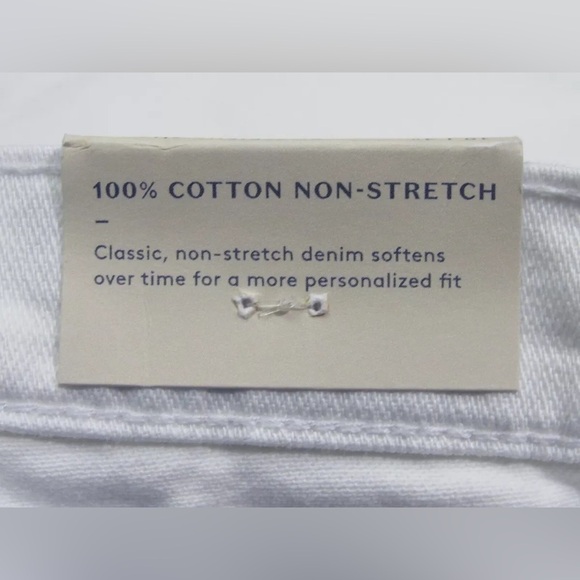 100% COTTON NON-STRETCH
–
Classic, non-stretch denim softens
over time for a more personalized fit